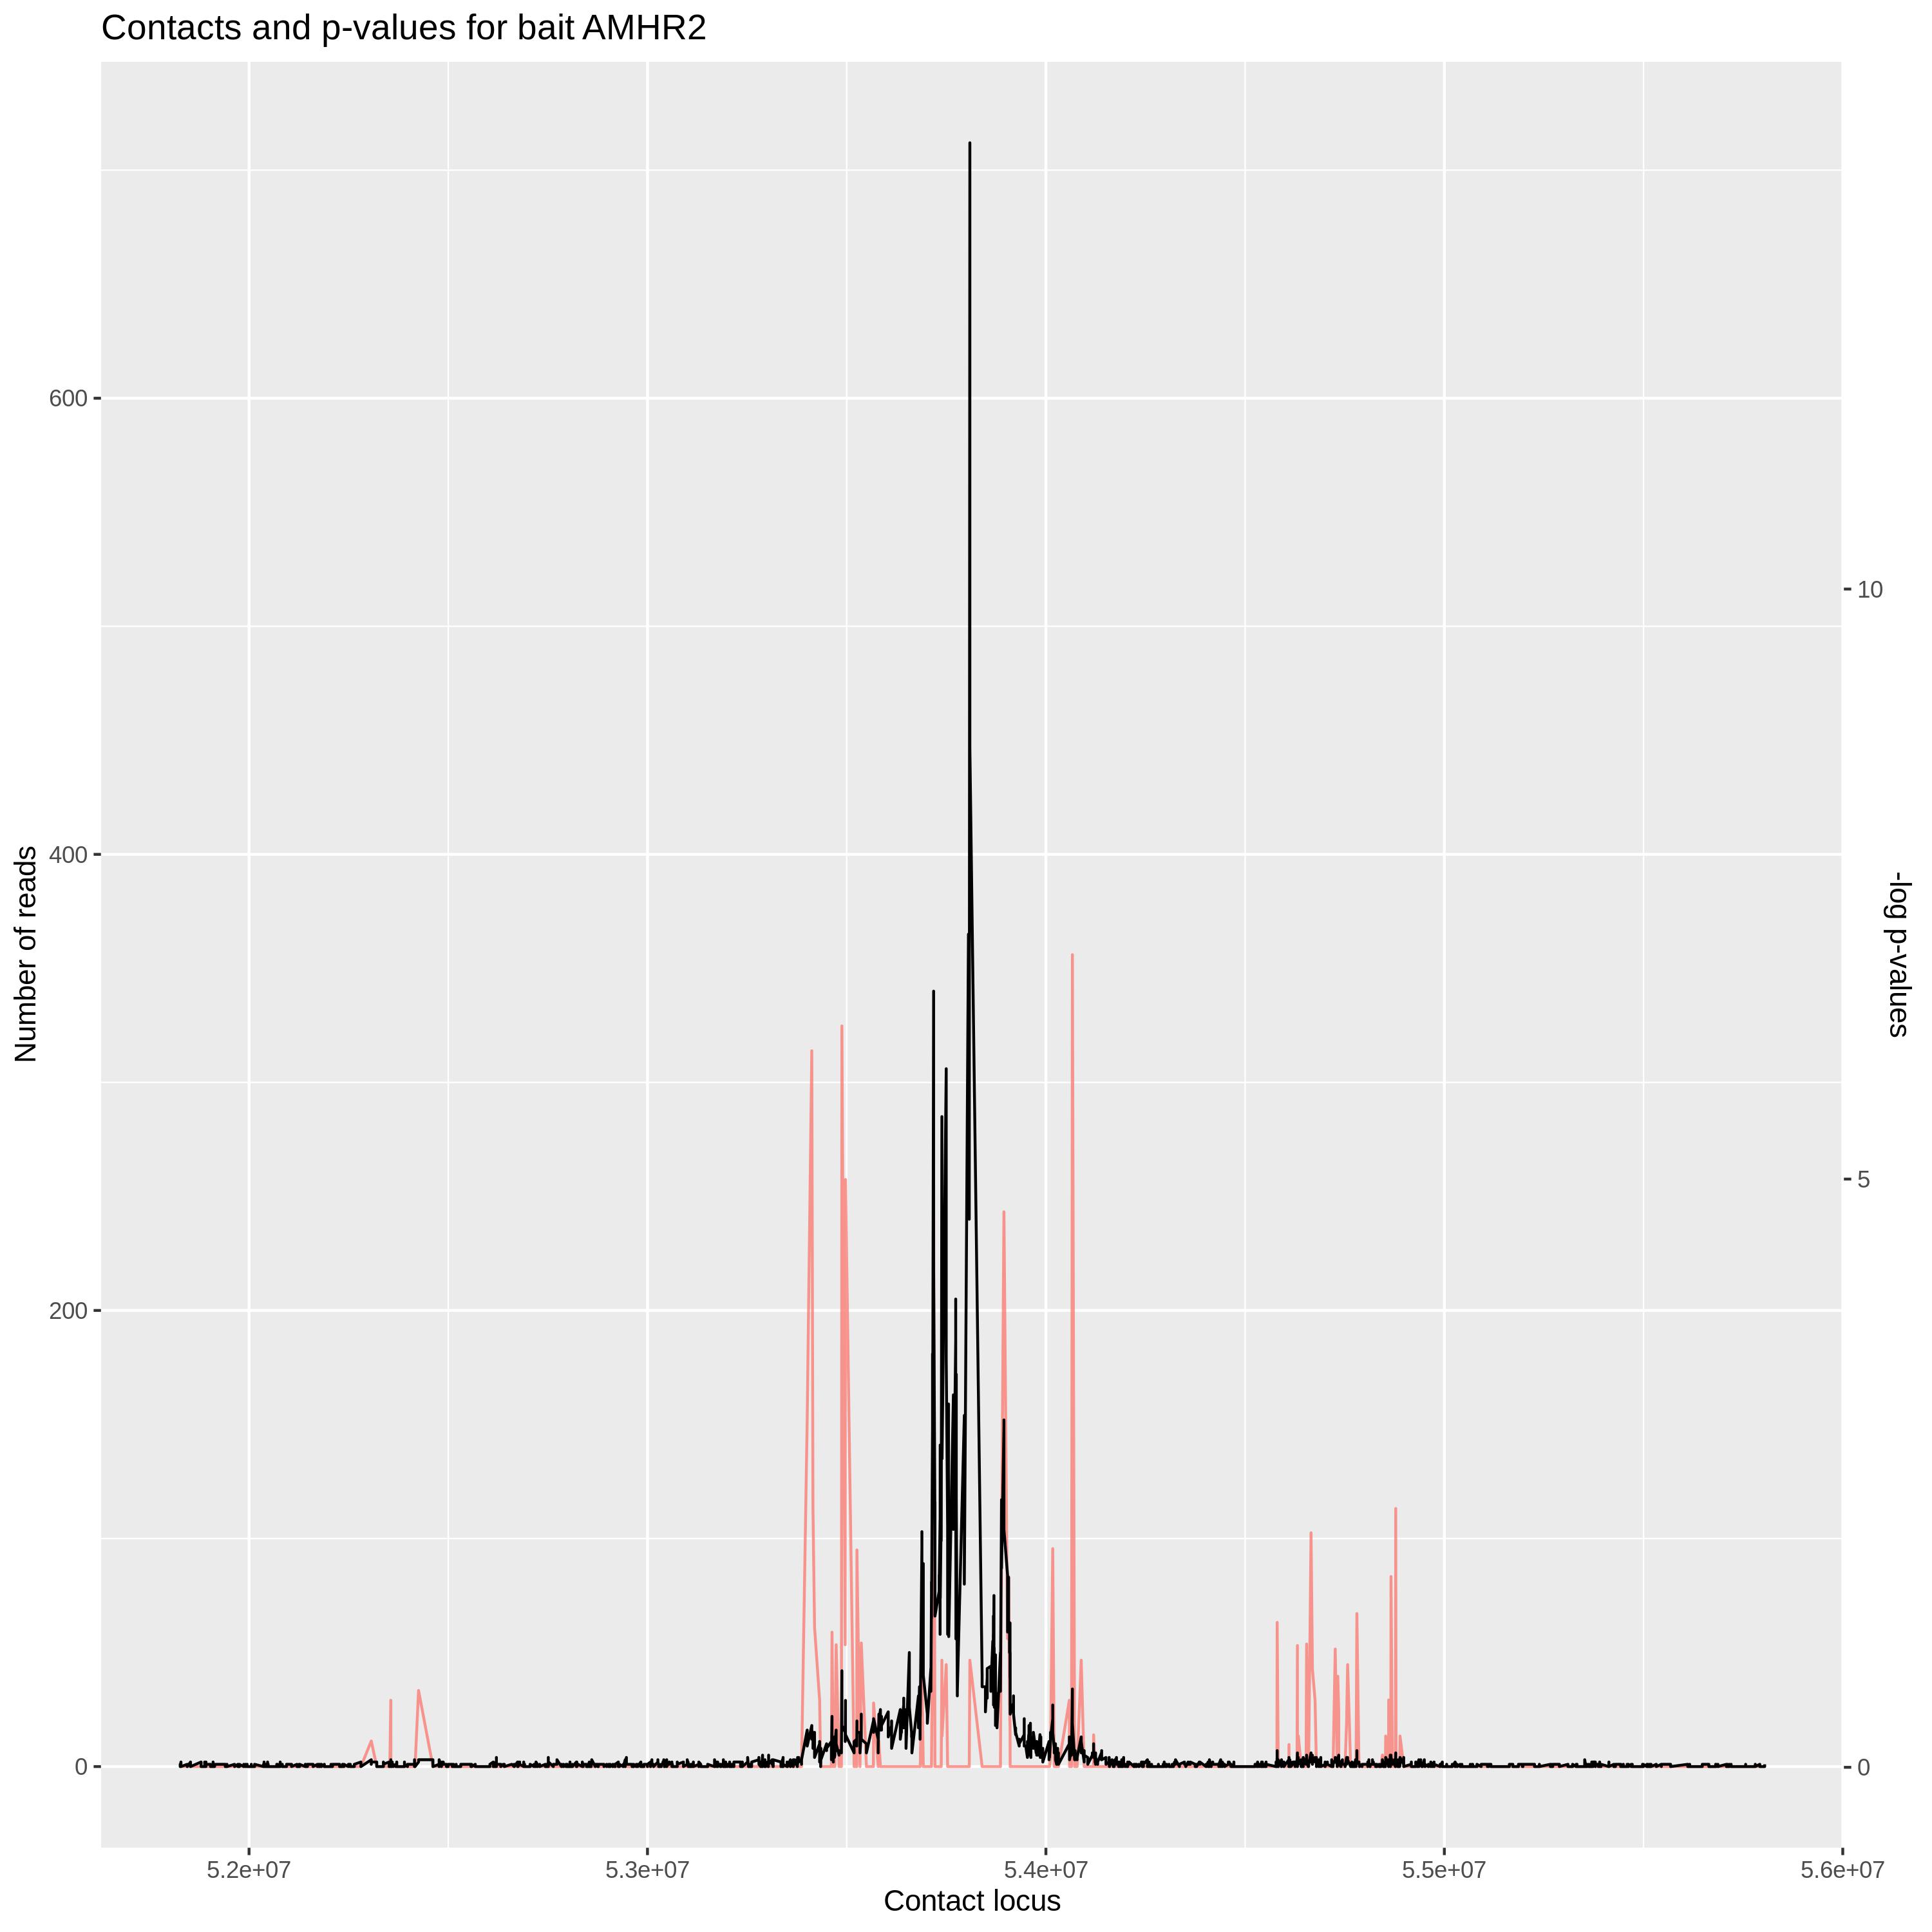 Contacts and p-values for bait AMHR2
Number of reads
600
400
200
0
10
5
0
-log p-values
5.2e+07
5.3e+07
5.4e+07
5.5e+07
5.6e+07
Contact locus